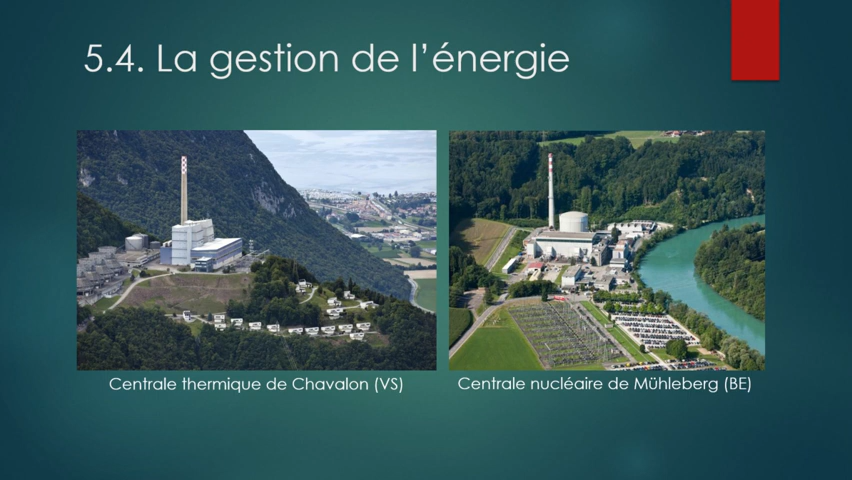 5.4. La gestion de l’énergie
Centrale thermique de Chavalon (VS)
Centrale nucléaire de Mühleberg (BE)